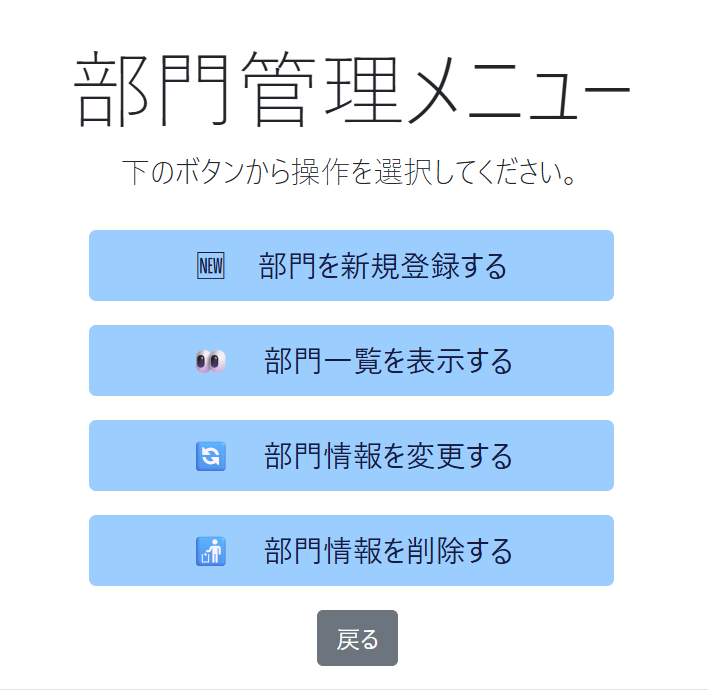 部門管理メニュー
下のボタンから操作を選択してください。
NEW 部門を新規登録する
部門一覧を表示する
部門情報を変更する
部門情報を削除する
戻る